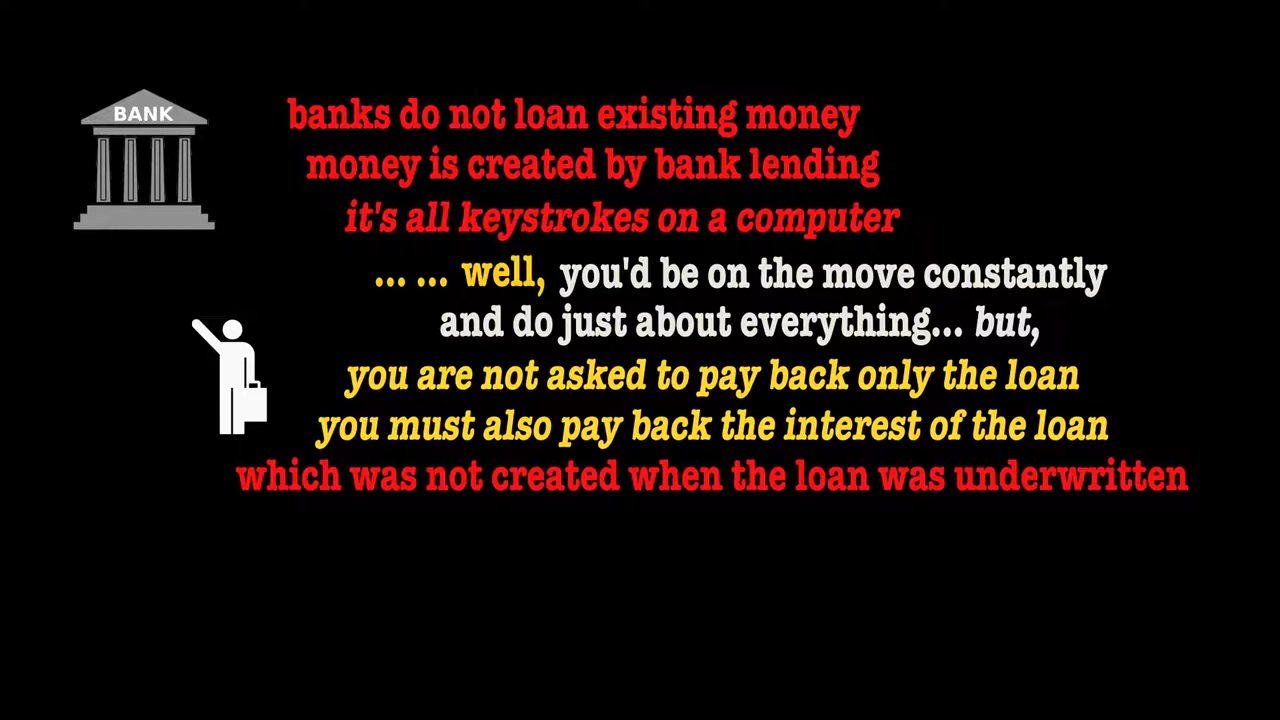 BANK
banks do not loan existing money
money is created by bank lending
it's all keystrokes on a computer
... ... well, you'd be on the move constantly
and do just about everything... but,
you are not asked to pay back only the loan
you must also pay back the interest of the loan
which was not created when the loan was underwritten